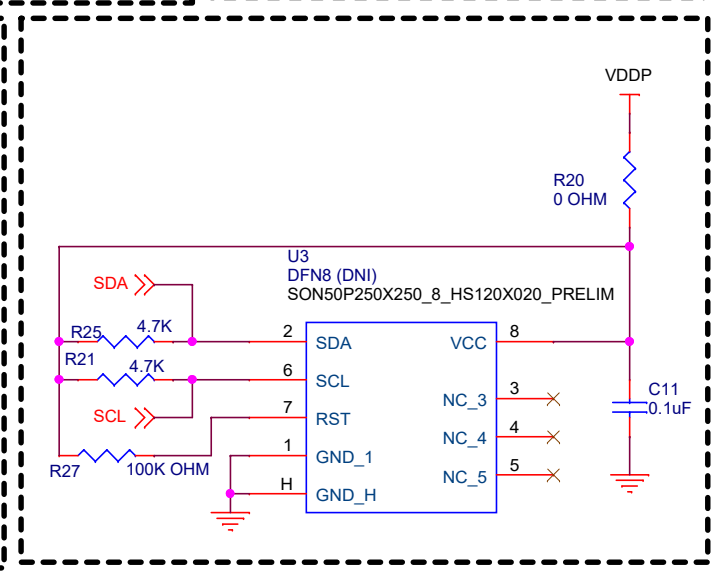 VDDP
R20
0 OHM
U3
DFN8 (DNI)
SON50P250X250_8_HS120X020_PRELIM
SDA
R25
4.7K
2
SDA
VCC
8
R21
4.7K
6
SCL
NC_3
3
C11
0.1uF
SCL
7
RST
NC_4
4
R27
100K OHM
1
GND_1
NC_5
5
H
GND_H